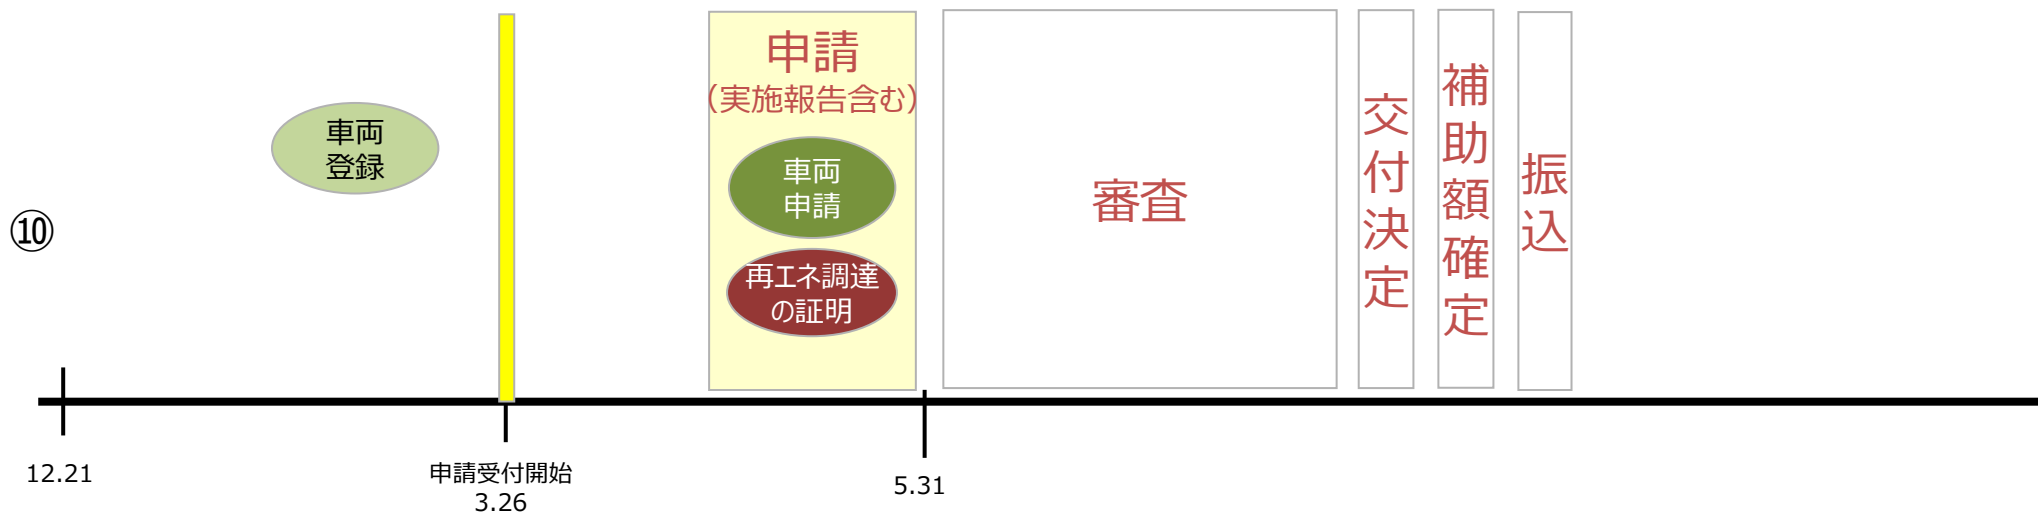 ⑩
車両
登録
申請
（実施報告含む）
車両
申請
再エネ調達
の証明
審査
交付決定
補助額確定
振込
12.21
申請受付開始
3.26
5.31